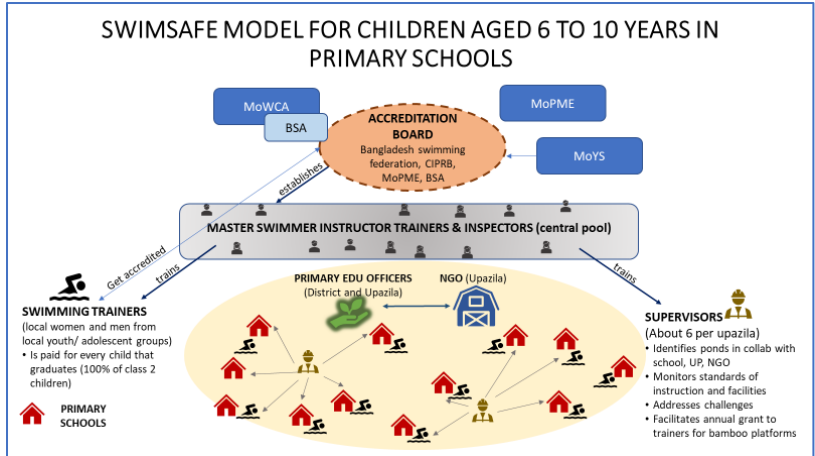 SWIMSAFE MODEL FOR CHILDREN AGED 6 TO 10 YEARS IN
PRIMARY SCHOOLS
MoWCA
BSA
MoPME
MoYS
ACCREDITATION
BOARD
Bangladesh swimming
federation, CIPRB,
MoPME, BSA
establishes
MASTER SWIMMER INSTRUCTOR TRAINERS & INSPECTORS (central pool)
Get accredited
trains
trains
PRIMARY EDU OFFICERS
(District and Upazila)
NGO (Upazila)
SWIMMING TRAINERS
(local women and men from
local youth/ adolescent groups)
• Is paid for every child that
graduates (100% of class 2
children)
PRIMARY
SCHOOLS
SUPERVISORS
(About 6 per upazila)
• Identifies ponds in collab with
school, UP, NGO
• Monitors standards of
instruction and facilities
• Addresses challenges
• Facilitates annual grant to
trainers for bamboo platforms